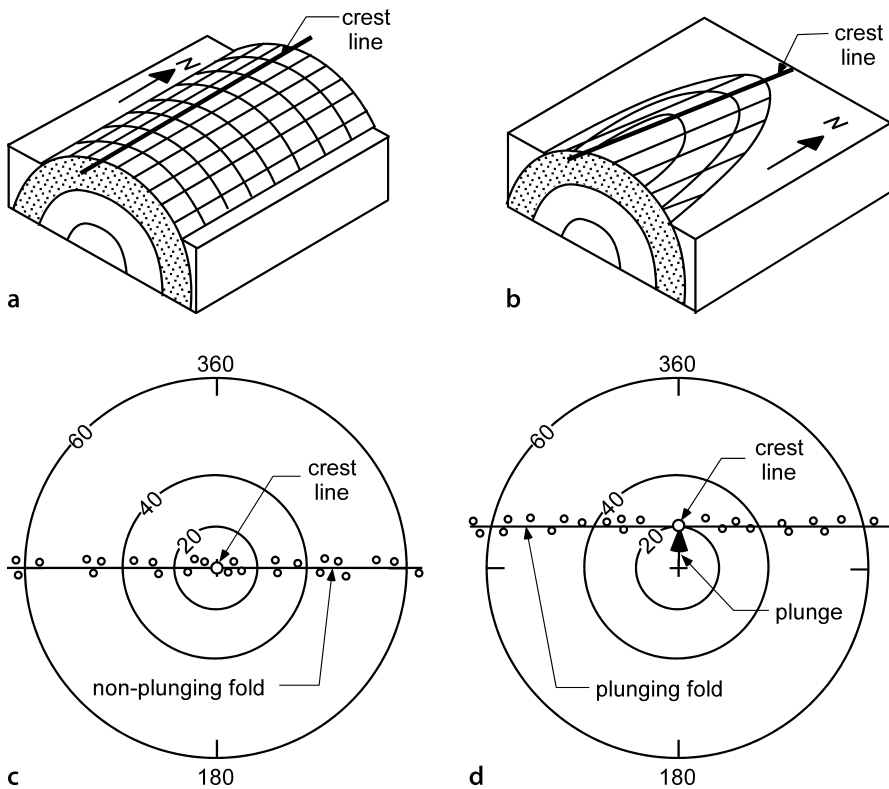 crest
line
N
a
crest
line
N
b
360
60
40
20
crest
line
non-plunging fold
180
c
360
60
40
20
crest
line
plunge
plunging fold
180
d